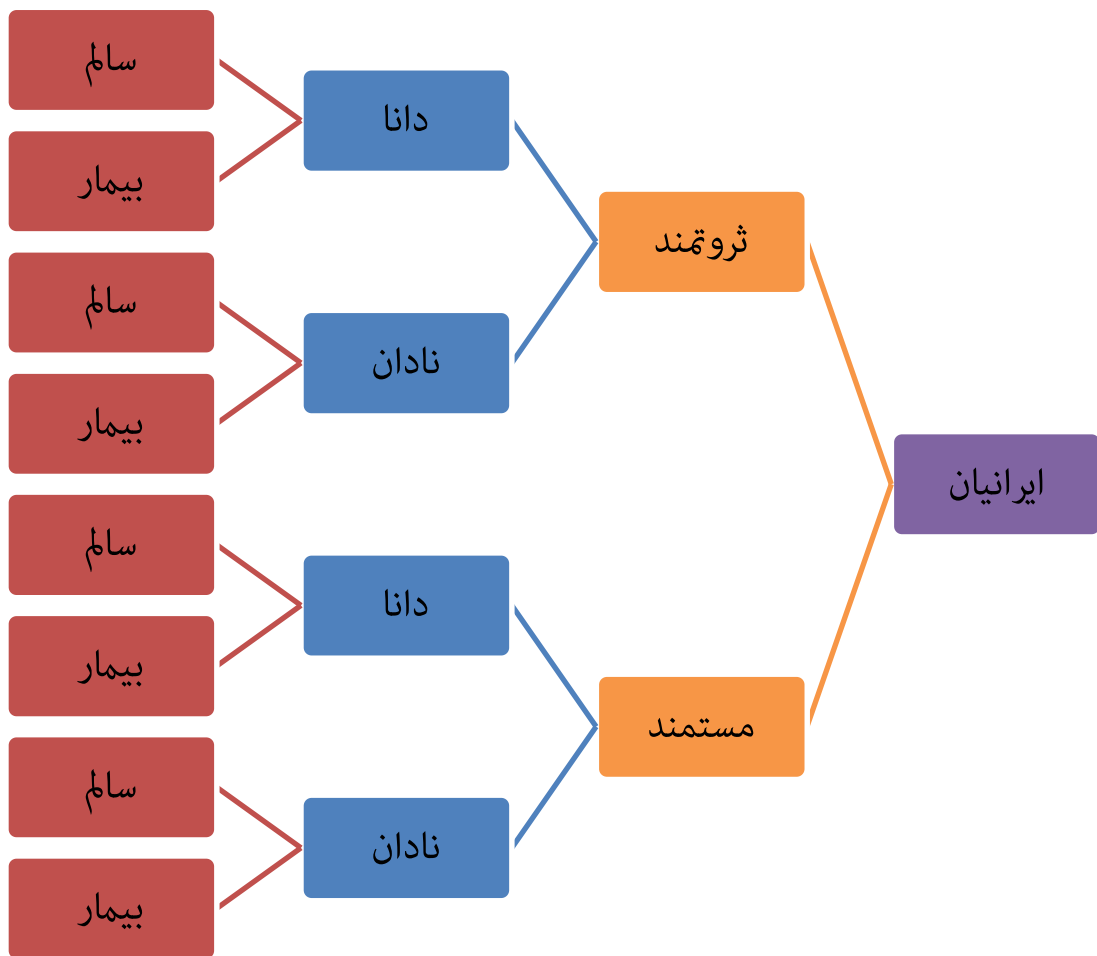 ایرانیان
ثروتمند
دانا
سالم
بیمار
نادان
سالم
بیمار
مستمند
دانا
سالم
بیمار
نادان
سالم
بیمار